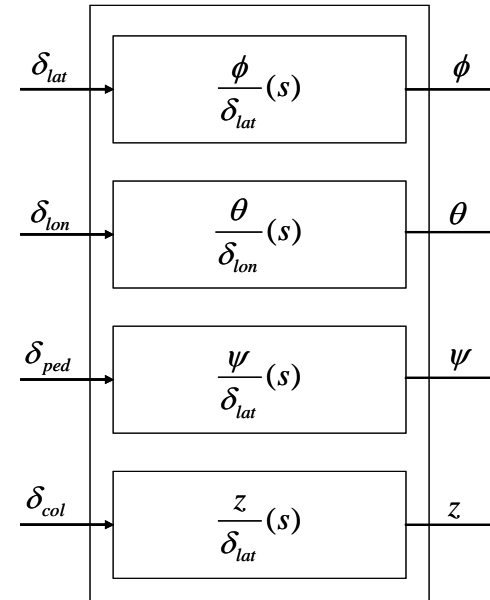 δ_lat φ/δ_lat (s) φ
δ_lon θ/δ_lon (s) θ
δ_ped ψ/δ_lat (s) ψ
δ_col z/δ_lat (s) z